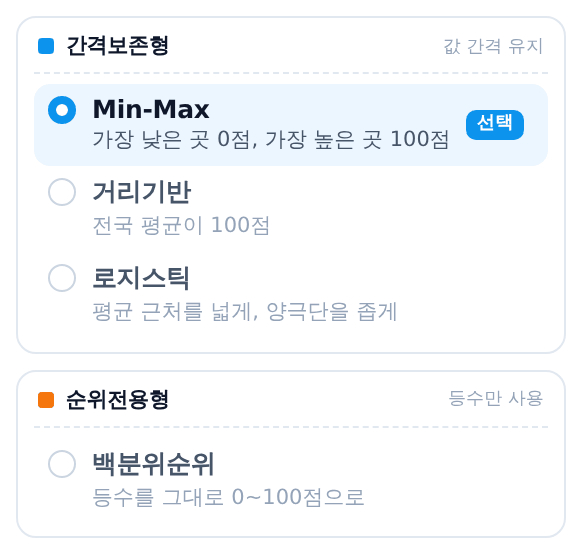 간격보존형
값 간격 유지
Min-Max
가장 낮은 곳 0점, 가장 높은 곳 100점
선택
거리기반
전국 평균이 100점
로지스틱
평균 근처를 넓게, 양극단을 좁게
순위전용형
등수만 사용
백분위순위
등수를 그대로 0~100점으로